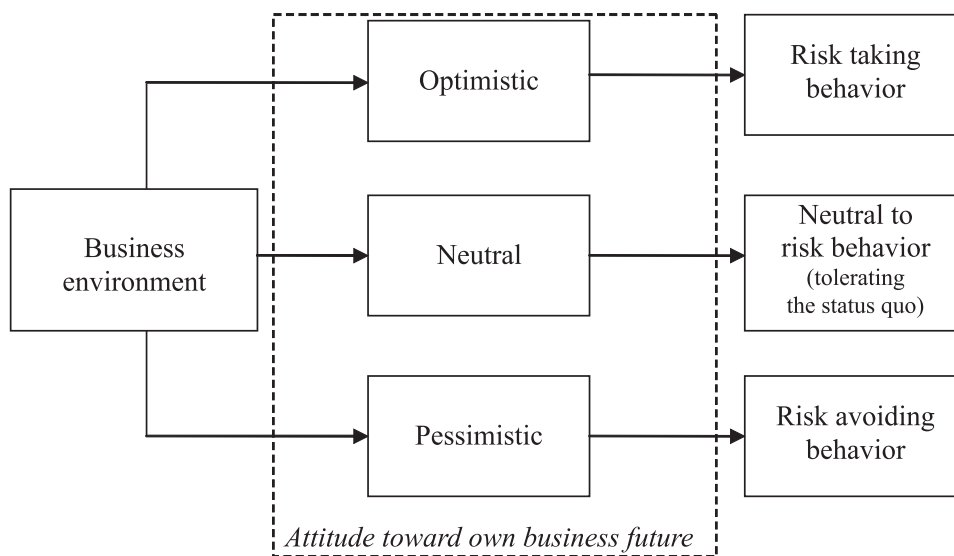 Optimistic
Risk taking
behavior
Business
environment
Neutral
Neutral to
risk behavior
(tolerating
the status quo)
Pessimistic
Risk avoiding
behavior
Attitude toward own business future